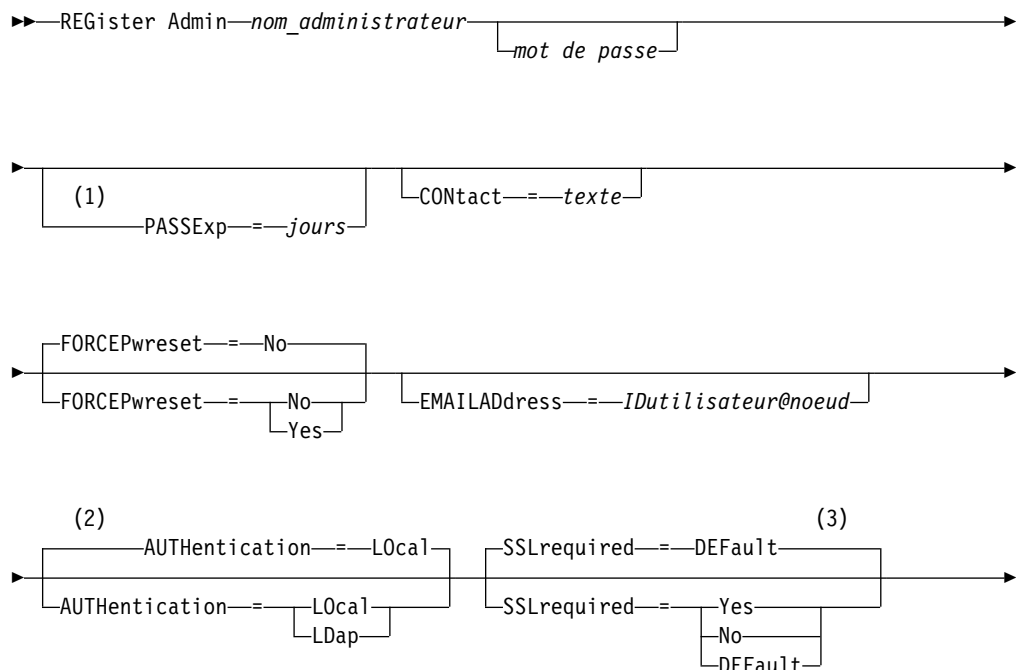 REGister Admin nom_administrateur
mot de passe
(1)
PASSExp = jours
CONtact = texte
FORCEPwreset = No
FORCEPwreset = No
Yes
EMAILADdress = IDutilisateur@noeud
(2)
AUTHentication = LOcal
AUTHentication = LOcal
LDap
(3)
SSLrequired = DEFault
SSLrequired = Yes
No
DEFault